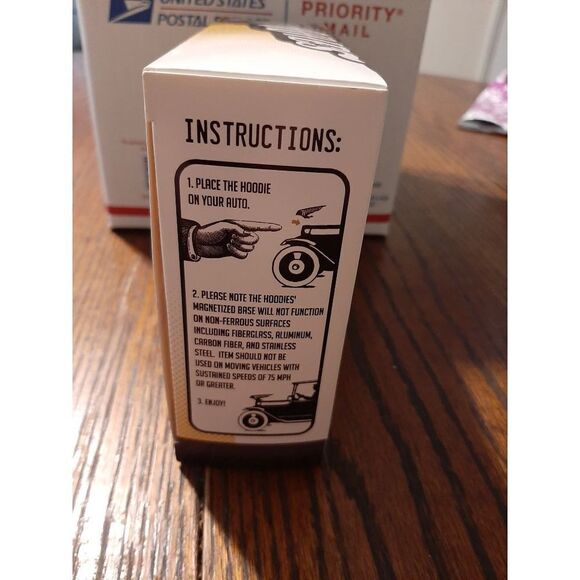 UNITED STATES
POSTAL
PRIORITY®
MAIL
INSTRUCTIONS:
1. PLACE THE HOODIE
ON YOUR AUTO.
2. PLEASE NOTE THE HOODIES'
MAGNETIZED BASE WILL NOT FUNCTION
ON NON-FERROUS SURFACES
INCLUDING FIBERGLASS, ALUMINUM,
CARBON FIBER, AND STAINLESS
STEEL. ITEM SHOULD NOT BE
USED ON MOVING VEHICLES WITH
SUSTAINED SPEEDS OF 75 MPH
OR GREATER.
3. ENJOY!